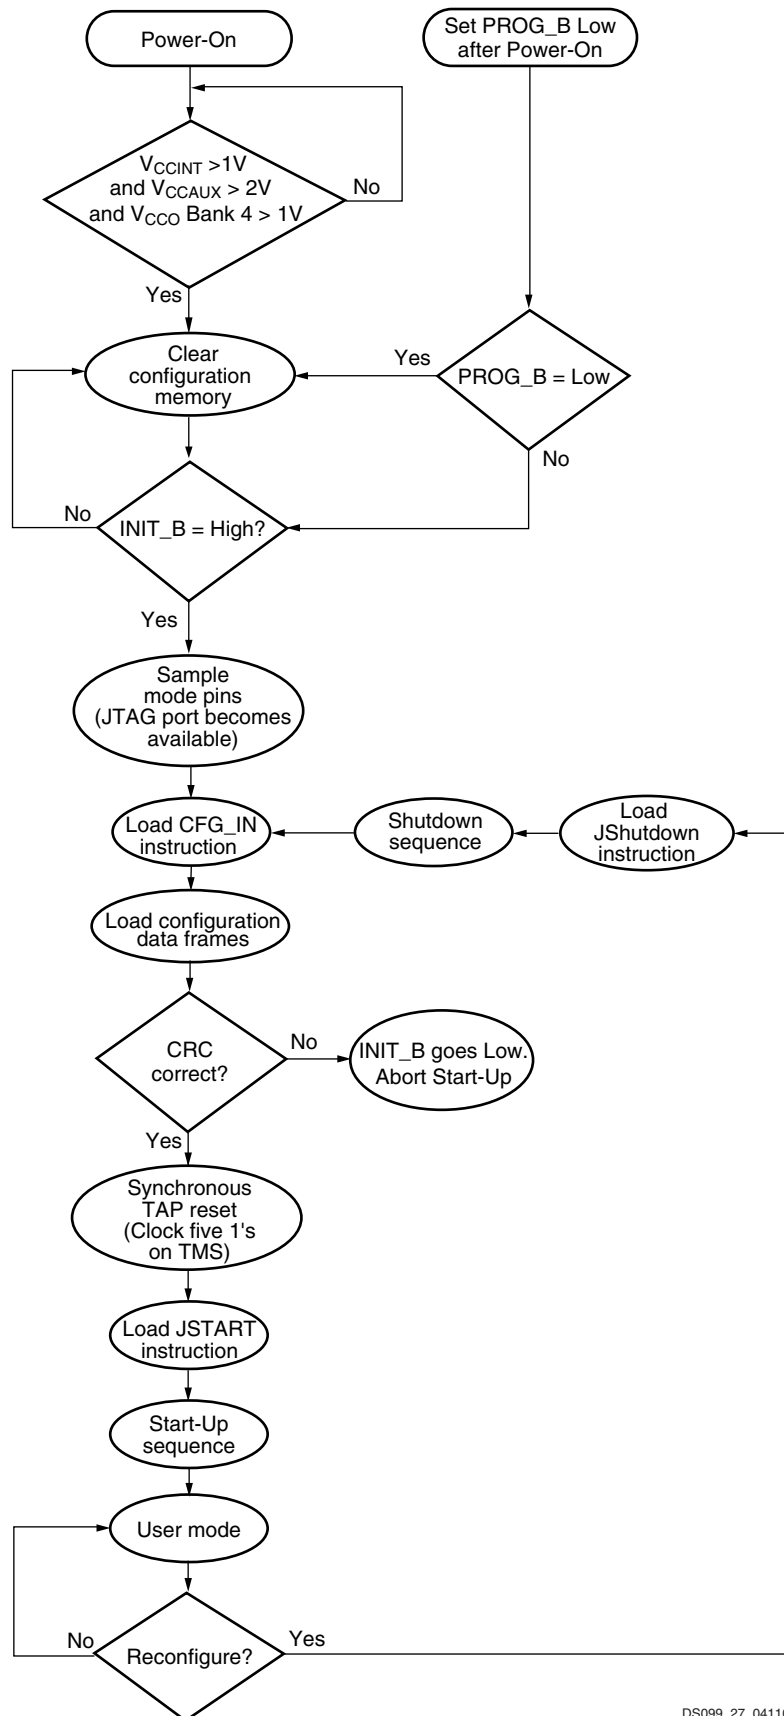 Power-On
Set PROG_B Low
after Power-On
VCCINT >1V
and VCCAUX > 2V
and VCCO Bank 4 > 1V
No
Yes
Clear
configuration
memory
Yes
PROG_B = Low
No
No
INIT_B = High?
Yes
Sample
mode pins
(JTAG port becomes
available)
Load CFG_IN
instruction
Shutdown
sequence
Load
JShutdown
instruction
Load configuration
data frames
CRC
correct?
No
INIT_B goes Low.
Abort Start-Up
Yes
Synchronous
TAP reset
(Clock five 1's
on TMS)
Load JSTART
instruction
Start-Up
sequence
User mode
No
Reconfigure?
Yes